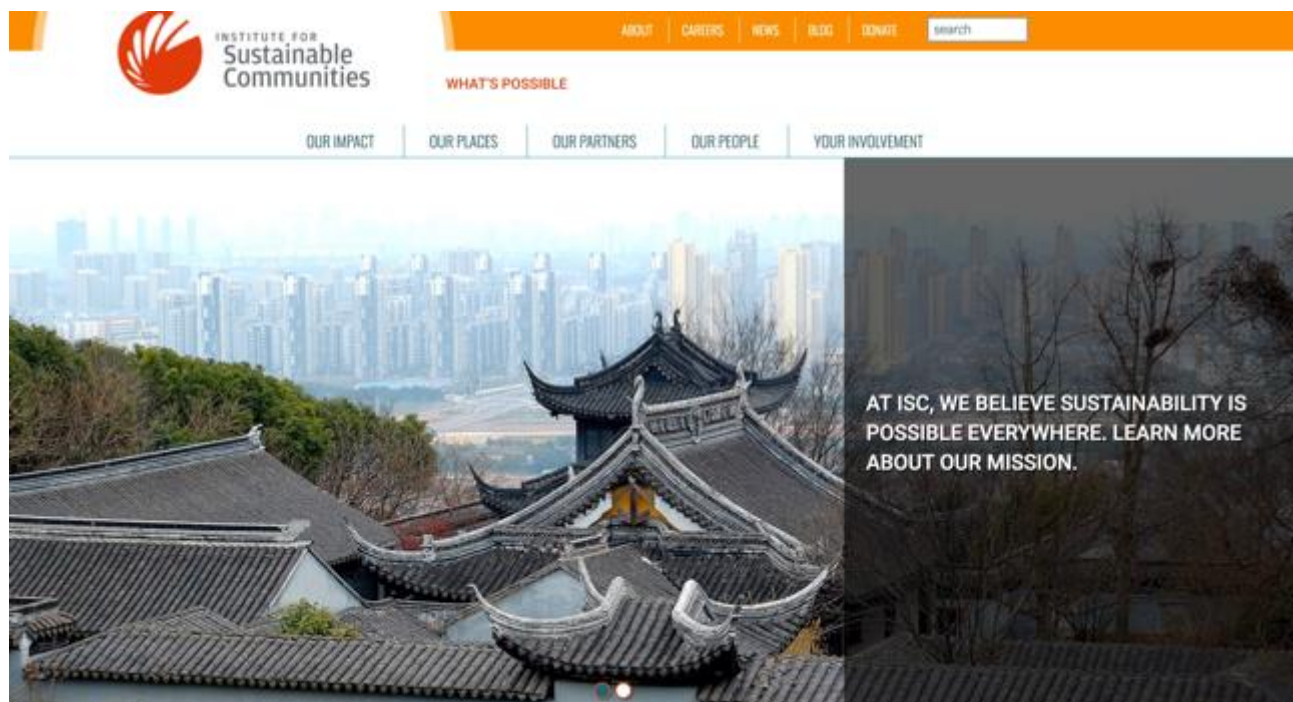 ABOUT
CAREERS
NEWS
BLOG
DONATE
search
INSTITUTE FOR
Sustainable
Communities
WHAT'S POSSIBLE
OUR IMPACT
OUR PLACES
OUR PARTNERS
OUR PEOPLE
YOUR INVOLVEMENT
AT ISC, WE BELIEVE SUSTAINABILITY IS
POSSIBLE EVERYWHERE. LEARN MORE
ABOUT OUR MISSION.